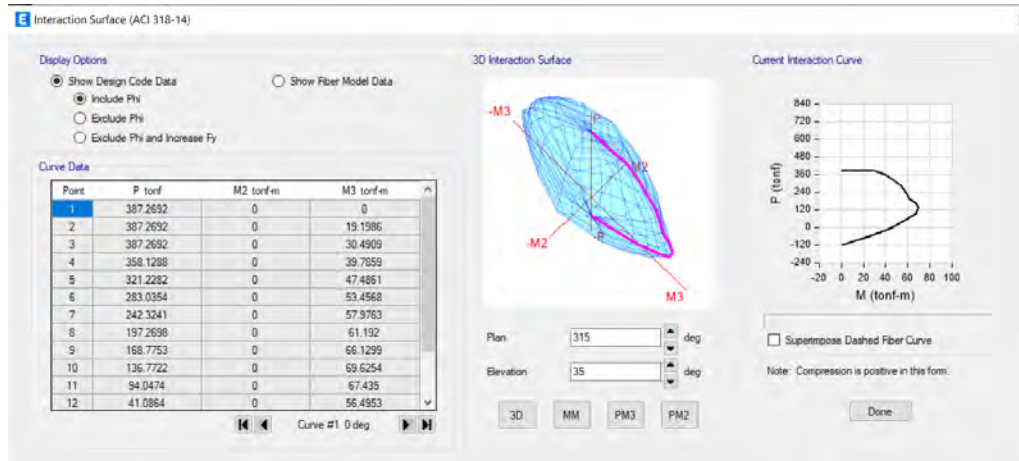 E Interaction Surface (ACI 318-14)
Display Options
Show Design Code Data
Show Fiber Model Data
Include Phi
Exclude Phi
Exclude Phi and Increase Fy
Curve Data
Point P tonf M2 tonf-m M3 tonf-m
1 387.2692 0 0
2 387.2692 0 19.1986
3 387.2692 0 30.4909
4 358.1288 0 39.7859
5 321.2282 0 47.4861
6 283.0354 0 53.4568
7 242.3241 0 57.9763
8 197.2698 0 61.192
9 168.7753 0 66.1299
10 136.7722 0 69.6254
11 94.0474 0 67.435
12 41.0864 0 56.4953
Curve #1 0 deg
3D Interaction Surface
-M3
P
M2
-M2
-P
M3
Plan 315 deg
Elevation 35 deg
3D MM PM3 PM2
Current Interaction Curve
P (tonf)
840
720
600
480
360
240
120
0
-120
-240
-20 0 20 40 60 80 100
M (tonf-m)
Superimpose Dashed Fiber Curve
Note: Compression is positive in this form.
Done